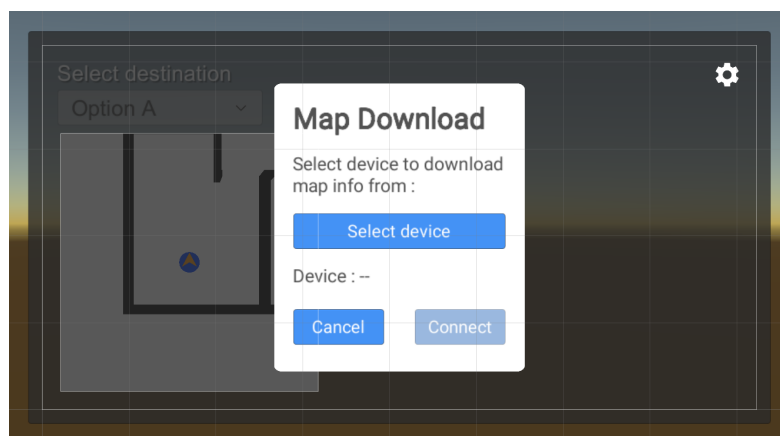 Select destination
Option A
Map Download
Select device to download
map info from :
Select device
Device : --
Cancel
Connect